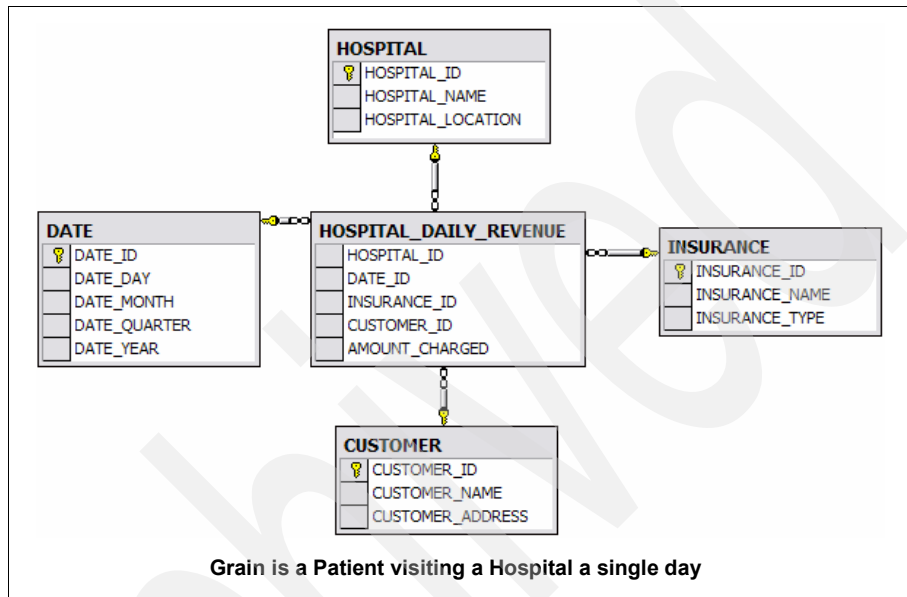 HOSPITAL
HOSPITAL_ID
HOSPITAL_NAME
HOSPITAL_LOCATION
DATE
DATE_ID
DATE_DAY
DATE_MONTH
DATE_QUARTER
DATE_YEAR
HOSPITAL_DAILY_REVENUE
HOSPITAL_ID
DATE_ID
INSURANCE_ID
CUSTOMER_ID
AMOUNT_CHARGED
INSURANCE
INSURANCE_ID
INSURANCE_NAME
INSURANCE_TYPE
CUSTOMER
CUSTOMER_ID
CUSTOMER_NAME
CUSTOMER_ADDRESS
Grain is a Patient visiting a Hospital a single day